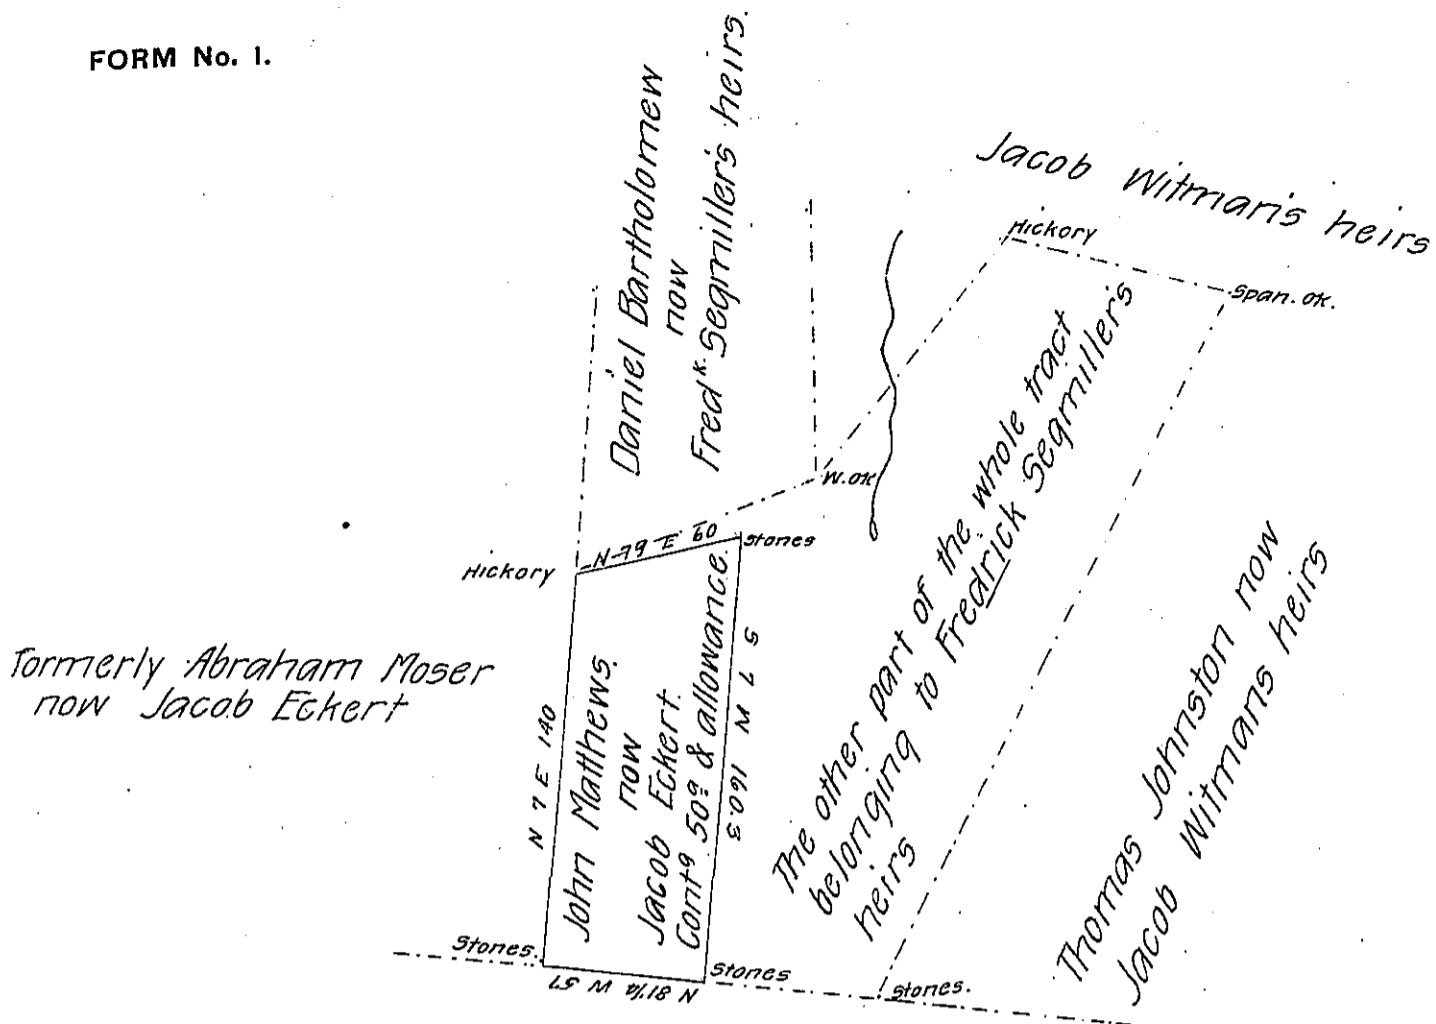 FORM No. 1.
Daniel Bartholomew
now
Fredᵏ. Segmiller's heirs.
Jacob Witman's heirs
Hickory
Span. ok.
W. ok
N 79 E 60
Stones
Hickory
Formerly Abraham Moser
now Jacob Eckert
N 7 E 140
John Matthews.
now
Jacob Eckert.
Contᵍ 50ᵃ & allowance.
S 7 W 160.3
The other part of the whole tract
belonging to Fredrick Segmiller's
heirs
Thomas Johnston now
Jacob Witmans heirs
Stones.
N 81¼ W 57
Stones
Stones.